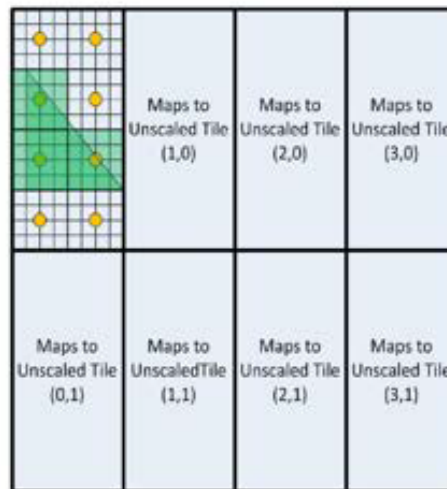 Maps to
Unscaled Tile
(1,0)
Maps to
Unscaled Tile
(2,0)
Maps to
Unscaled Tile
(3,0)
Maps to
Unscaled Tile
(0,1)
Maps to
UnscaledTile
(1,1)
Maps to
Unscaled Tile
(2,1)
Maps to
Unscaled Tile
(3,1)